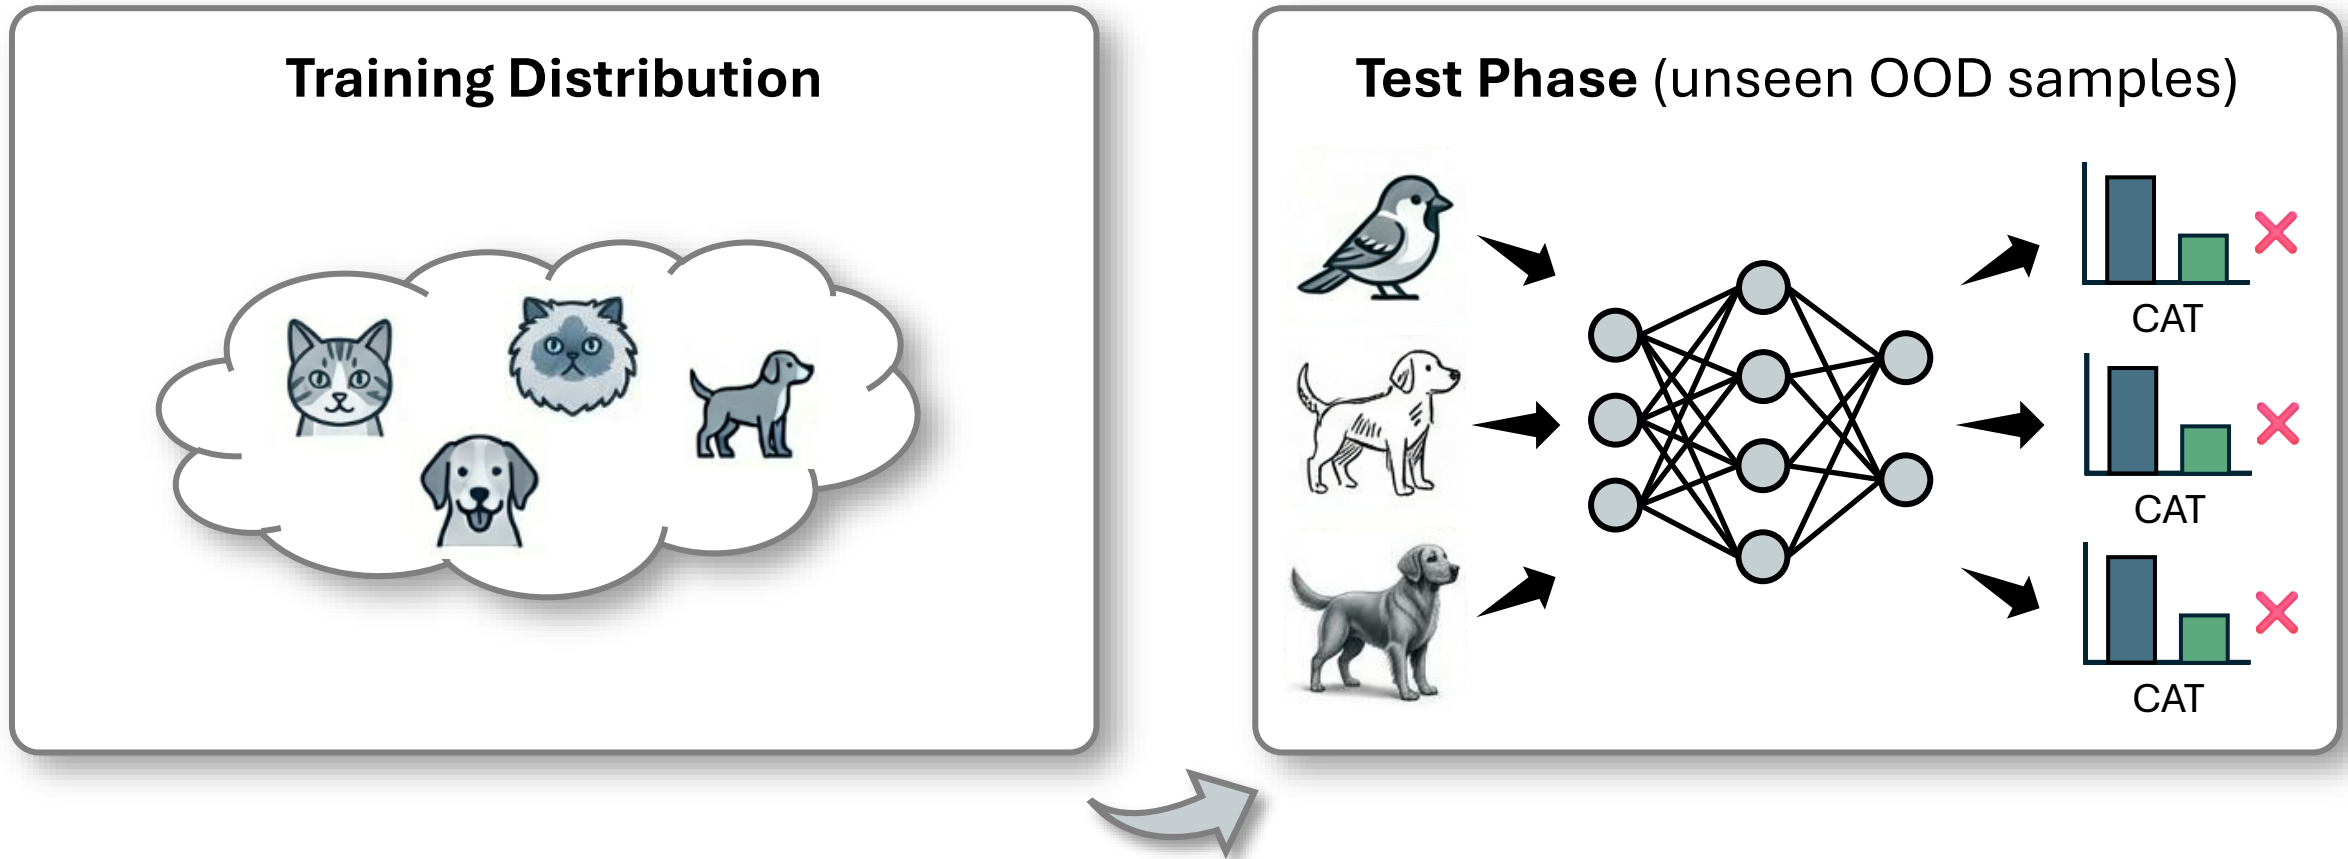 Training Distribution
Test Phase (unseen OOD samples)
CAT
CAT
CAT